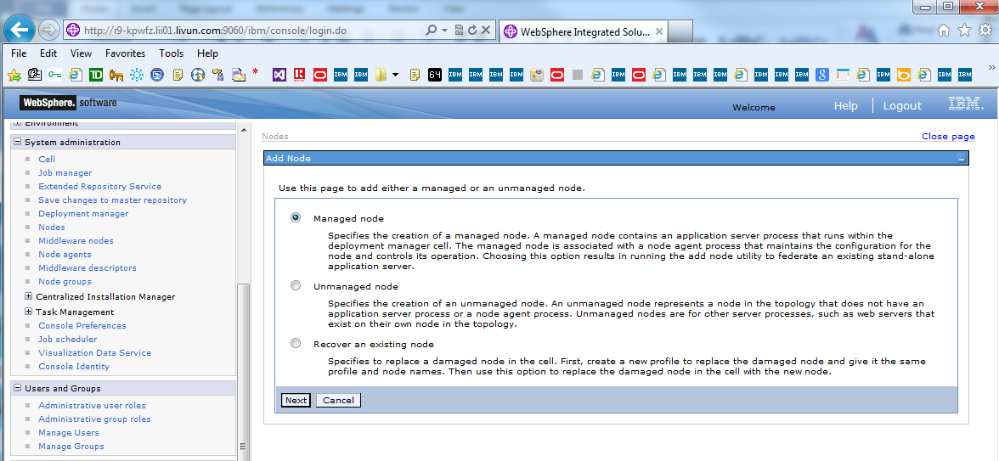 http://r9-kpwfz.lii01.livun.com:9060/ibm/console/login.do
WebSphere Integrated Solu...
File Edit View Favorites Tools Help
WebSphere. software
Welcome Help Logout IBM.
Environment
System administration
Cell
Job manager
Extended Repository Service
Save changes to master repository
Deployment manager
Nodes
Middleware nodes
Node agents
Middleware descriptors
Node groups
Centralized Installation Manager
Task Management
Console Preferences
Job scheduler
Visualization Data Service
Console Identity
Users and Groups
Administrative user roles
Administrative group roles
Manage Users
Manage Groups
Nodes Close page
Add Node
Use this page to add either a managed or an unmanaged node.
Managed node
Specifies the creation of a managed node. A managed node contains an application server process that runs within the
deployment manager cell. The managed node is associated with a node agent process that maintains the configuration for the
node and controls its operation. Choosing this option results in running the add node utility to federate an existing stand-alone
application server.
Unmanaged node
Specifies the creation of an unmanaged node. An unmanaged node represents a node in the topology that does not have an
application server process or a node agent process. Unmanaged nodes are for other server processes, such as web servers that
exist on their own node in the topology.
Recover an existing node
Specifies to replace a damaged node in the cell. First, create a new profile to replace the damaged node and give it the same
profile and node names. Then use this option to replace the damaged node in the cell with the new node.
Next Cancel